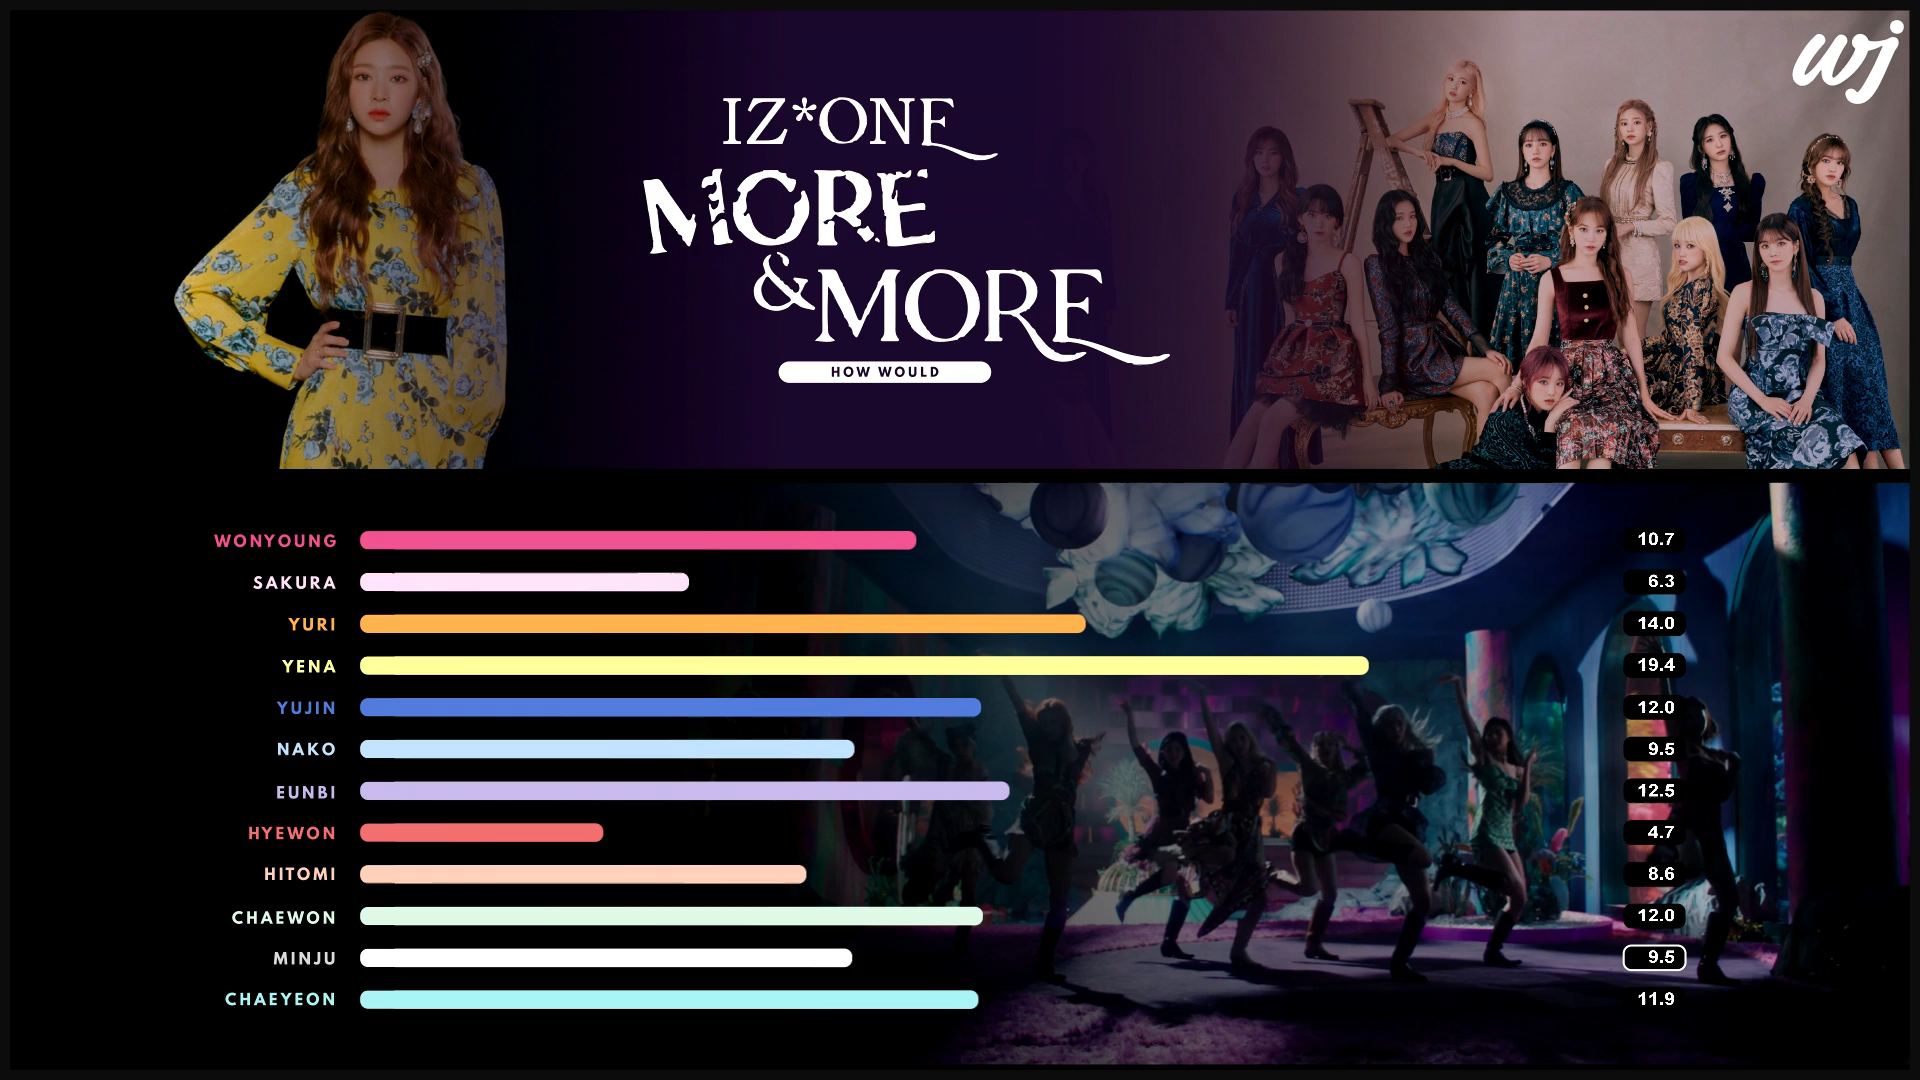 wj
IZ*ONE
MORE
&MORE
HOW WOULD
WONYOUNG 10.7
SAKURA 6.3
YURI 14.0
YENA 19.4
YUJIN 12.0
NAKO 9.5
EUNBI 12.5
HYEWON 4.7
HITOMI 8.6
CHAEWON 12.0
MINJU 9.5
CHAEYEON 11.9